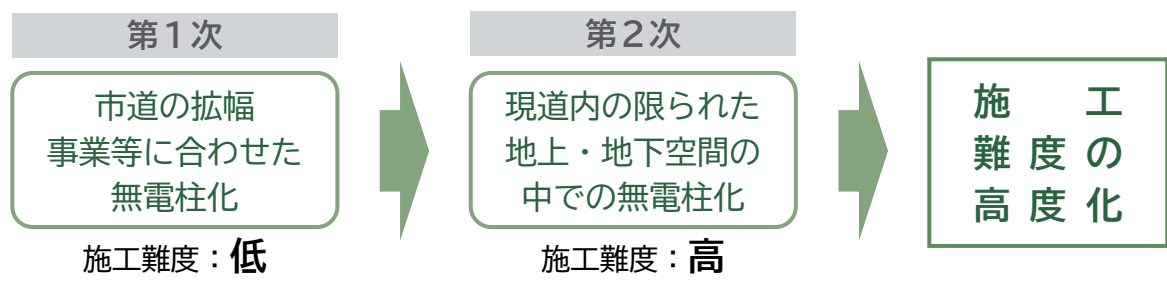 第1次
市道の拡幅
事業等に合わせた
無電柱化
施工難度：低
第2次
現道内の限られた
地上・地下空間の
中での無電柱化
施工難度：高
施工
難度の
高度化